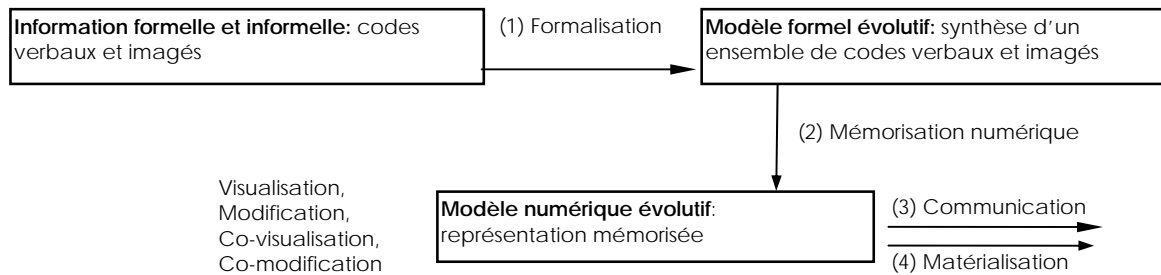 Information formelle et informelle: codes
verbaux et imagés
(1) Formalisation
Modèle formel évolutif: synthèse d'un
ensemble de codes verbaux et imagés
(2) Mémorisation numérique
Visualisation,
Modification,
Co-visualisation,
Co-modification
Modèle numérique évolutif:
représentation mémorisée
(3) Communication
(4) Matérialisation